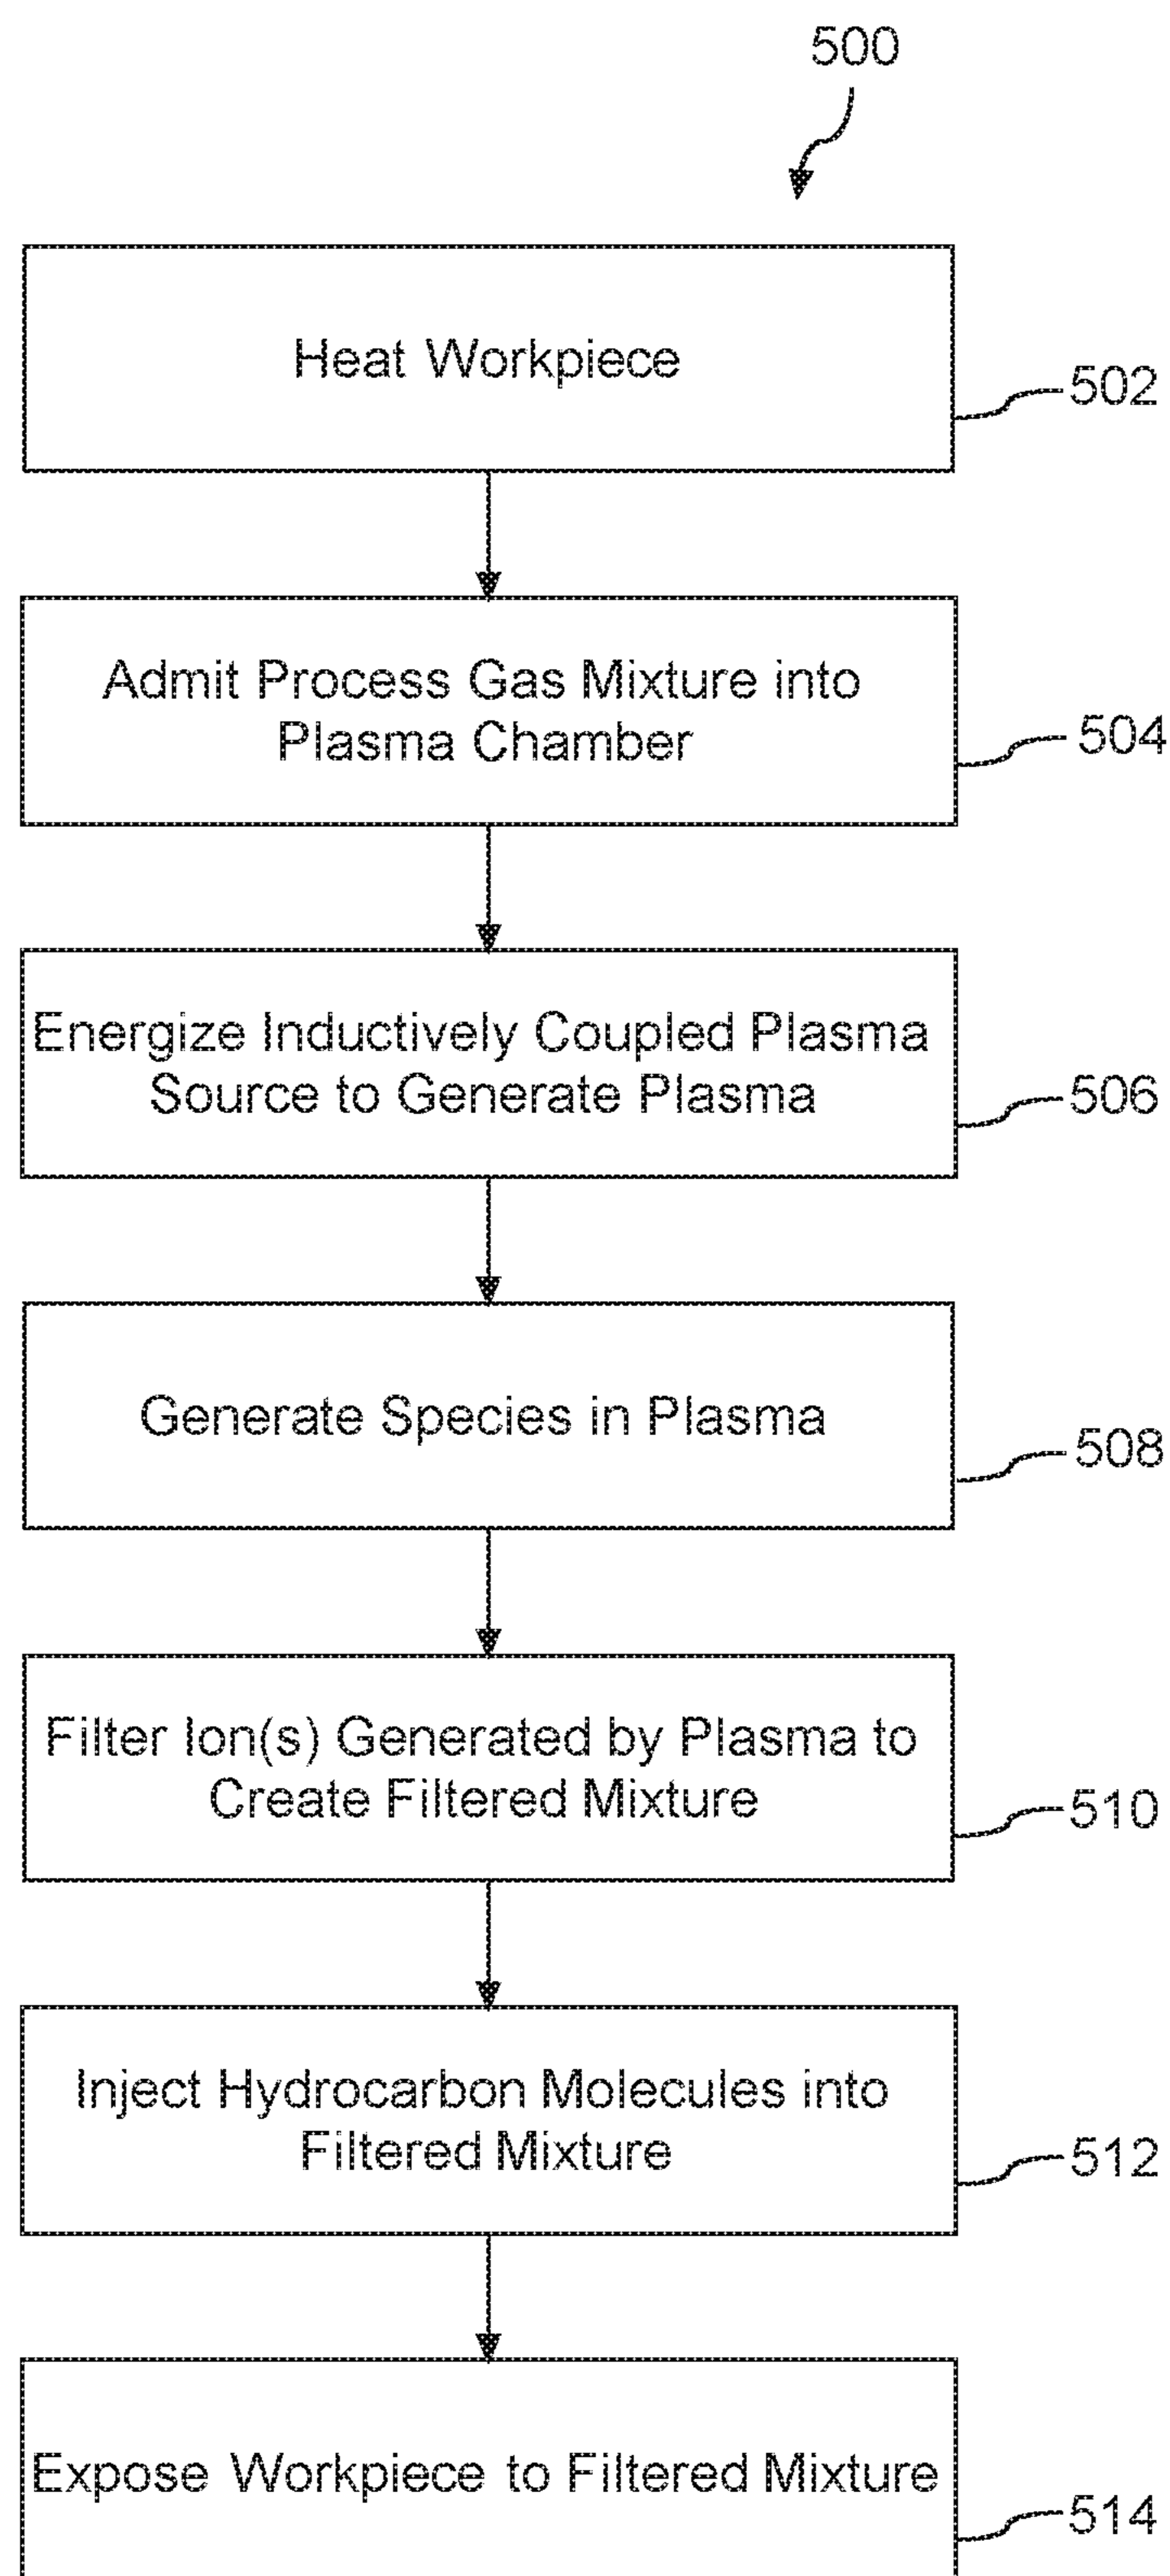 500
Heat Workpiece
502
Admit Process Gas Mixture into
Plasma Chamber
504
Energize Inductively Coupled Plasma
Source to Generate Plasma
506
Generate Species in Plasma
508
Filter Ion(s) Generated by Plasma to
Create Filtered Mixture
510
Inject Hydrocarbon Molecules into
Filtered Mixture
512
Expose Workpiece to Filtered Mixture
514